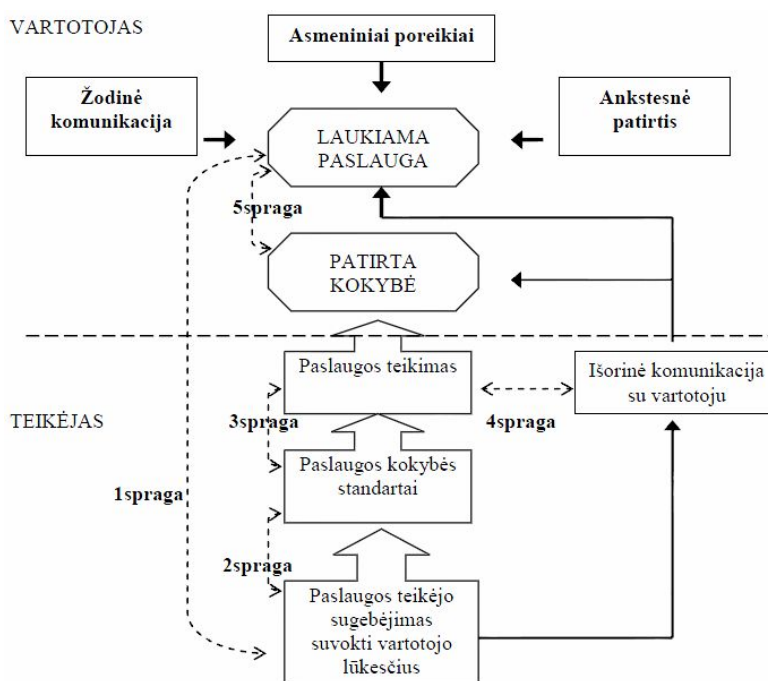 VARTOTOJAS
Asmeniniai poreikiai
Žodinė
komunikacija
LAUKIAMA
PASLAUGA
Ankstesnė
patirtis
5spraga
PATIRTA
KOKYBĖ
Paslaugos teikimas
Išorinė komunikacija
su vartotoju
TEIKĖJAS
3spraga
4spraga
Paslaugos kokybės
standartai
1spraga
2spraga
Paslaugos teikėjo
sugebėjimas
suvokti vartotojo
lūkesčius